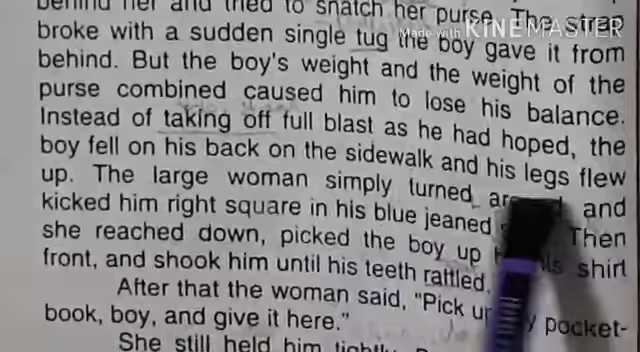 behind her and tried to snatch her purse. The strap
Made with KINEMASTER
broke with a sudden single tug the boy gave it from
behind. But the boy's weight and the weight of the
purse combined caused him to lose his balance.
Instead of taking off full blast as he had hoped, the
boy fell on his back on the sidewalk and his legs flew
up. The large woman simply turned and
kicked him right square in his blue jeaned Then
she reached down, picked the boy up his shirt
front, and shook him until his teeth rattled.
After that the woman said, "Pick up pocket-
book, boy, and give it here."
She still held him tightly.